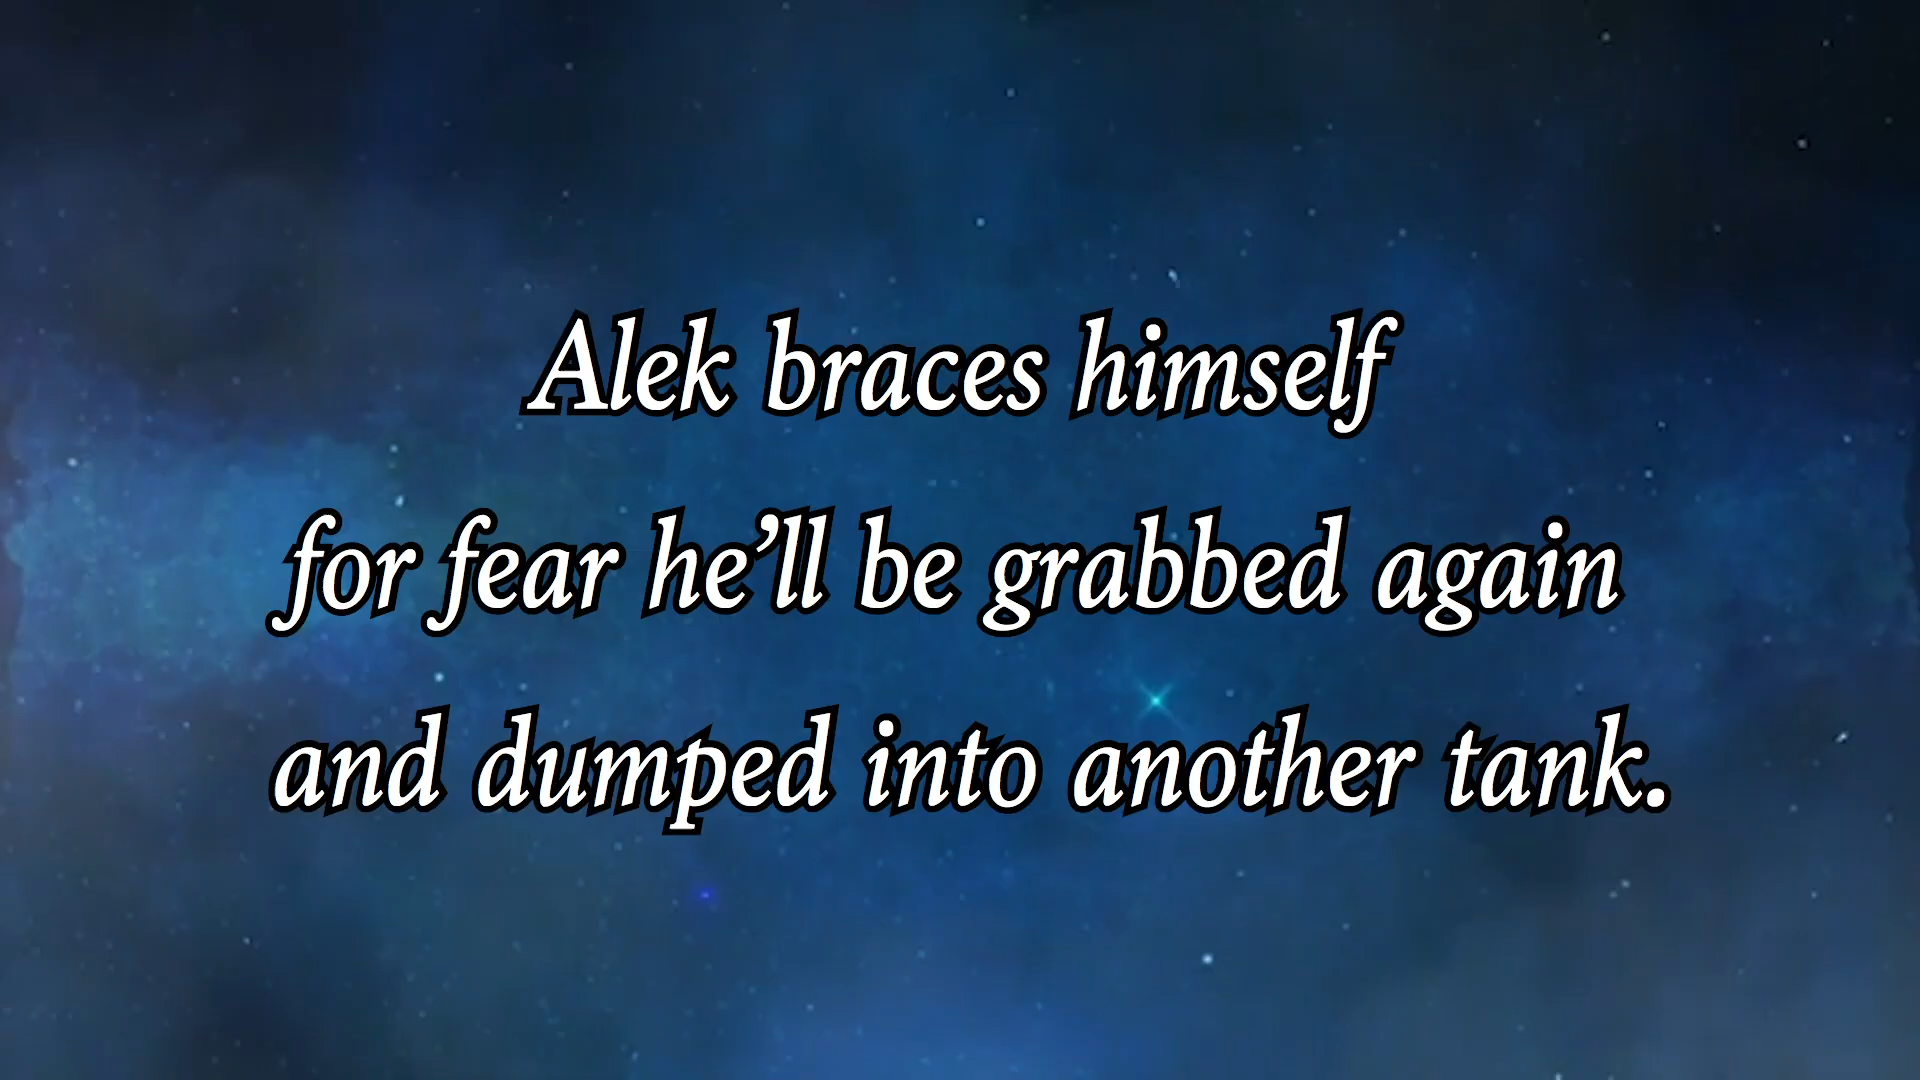 Alek braces himself
for fear he’ll be grabbed again
and dumped into another tank.